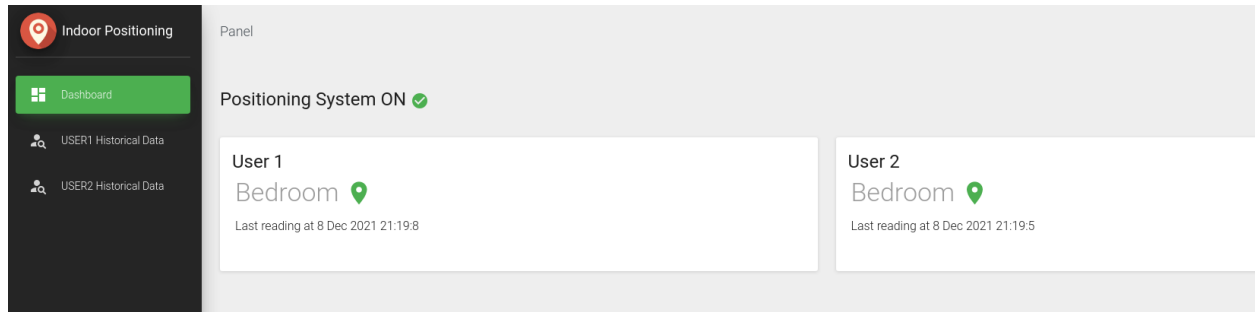 Indoor Positioning
Dashboard
USER1 Historical Data
USER2 Historical Data
Panel
Positioning System ON
User 1
Bedroom
Last reading at 8 Dec 2021 21:19:8
User 2
Bedroom
Last reading at 8 Dec 2021 21:19:5